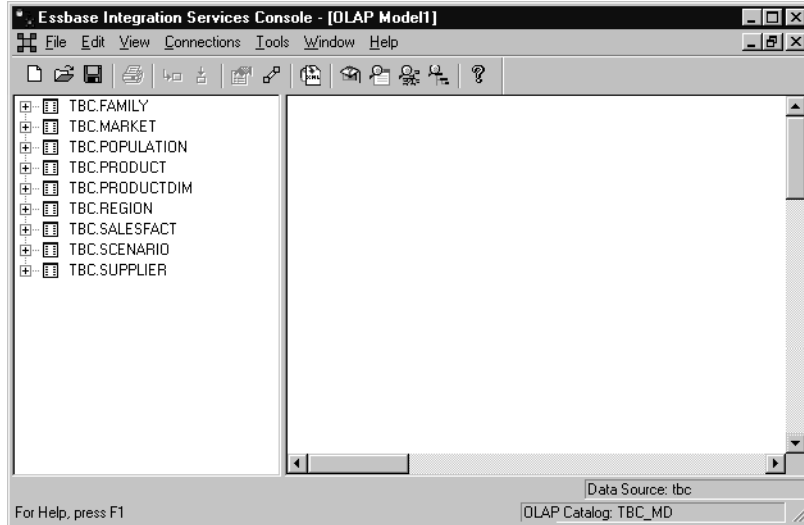 Essbase Integration Services Console - [OLAP Model1]
File Edit View Connections Tools Window Help
XML
TBC.FAMILY
TBC.MARKET
TBC.POPULATION
TBC.PRODUCT
TBC.PRODUCTDIM
TBC.REGION
TBC.SALESFACT
TBC.SCENARIO
TBC.SUPPLIER
Data Source: tbc
For Help, press F1
OLAP Catalog: TBC_MD